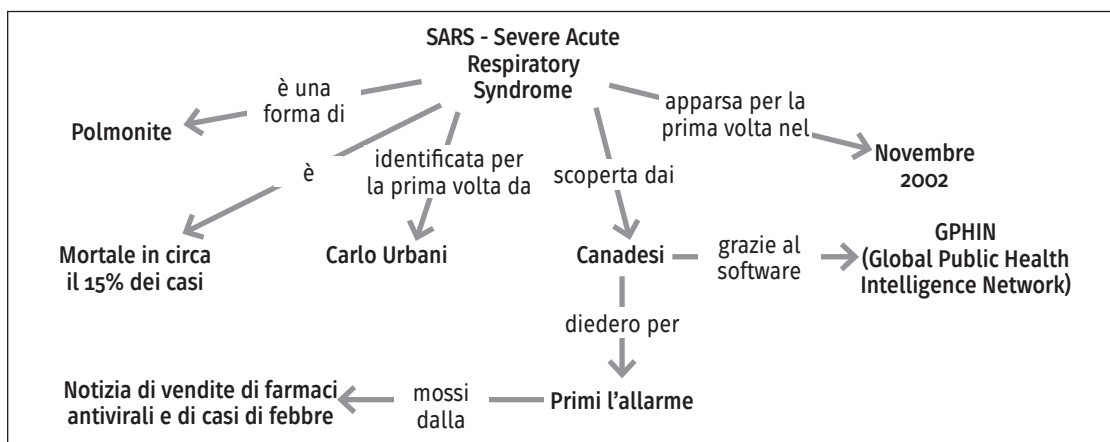 SARS - Severe Acute
Respiratory
Syndrome
è una
forma di
Polmonite
apparsa per la
prima volta nel
Novembre
2002
è
identificata per
la prima volta da
scoperta dai
Mortale in circa
il 15% dei casi
Carlo Urbani
Canadesi
grazie al
software
GPHIN
(Global Public Health
Intelligence Network)
diedero per
Primi l'allarme
mossi
dalla
Notizia di vendite di farmaci
antivirali e di casi di febbre